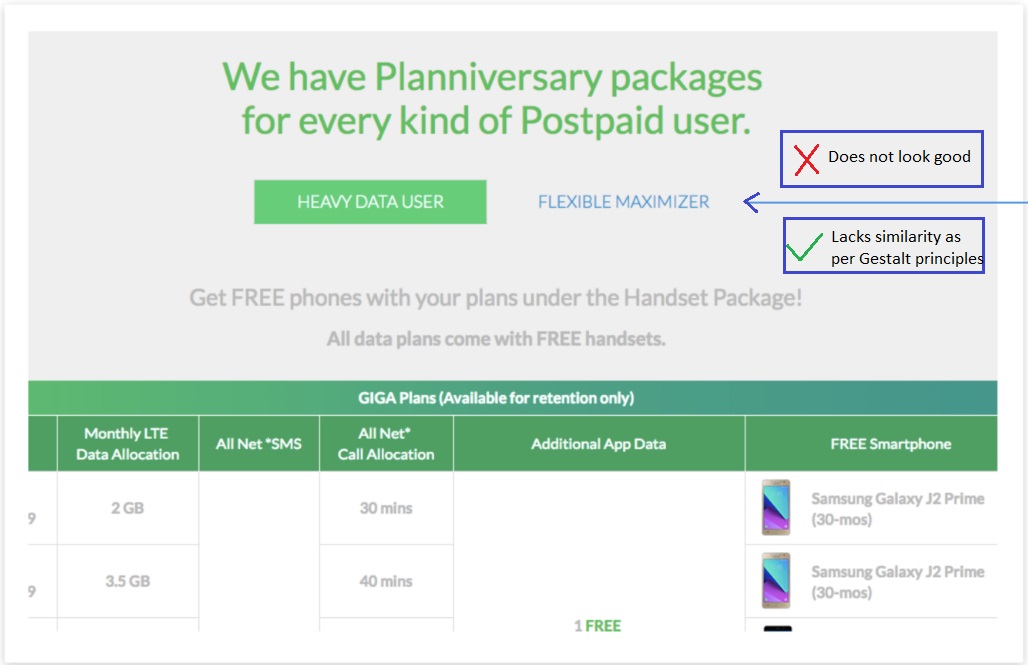 We have Planniversary packages
for every kind of Postpaid user.
Does not look good
HEAVY DATA USER
FLEXIBLE MAXIMIZER
Lacks similarity as
per Gestalt principles
Get FREE phones with your plans under the Handset Package!
All data plans come with FREE handsets.
GIGA Plans (Available for retention only)
Monthly LTE
Data Allocation
All Net *SMS
All Net*
Call Allocation
Additional App Data
FREE Smartphone
9
2 GB
30 mins
Samsung Galaxy J2 Prime
(30-mos)
9
3.5 GB
40 mins
Samsung Galaxy J2 Prime
(30-mos)
1 FREE